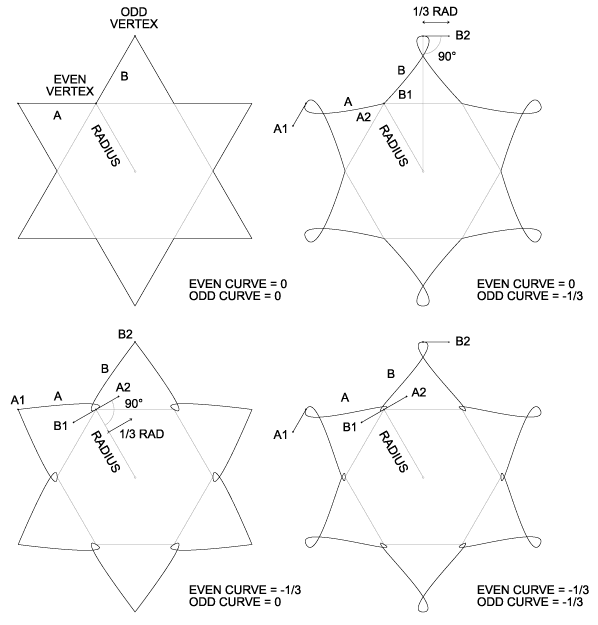 ODD
VERTEX
EVEN
VERTEX
B
A
RADIUS
EVEN CURVE = 0
ODD CURVE = 0
1/3 RAD
B2
90°
B
A
B1
A2
A1
RADIUS
EVEN CURVE = 0
ODD CURVE = -1/3
B2
B
A
A2
A1
90°
B1
1/3 RAD
RADIUS
EVEN CURVE = -1/3
ODD CURVE = 0
B2
B
A
A2
A1
B1
RADIUS
EVEN CURVE = -1/3
ODD CURVE = -1/3